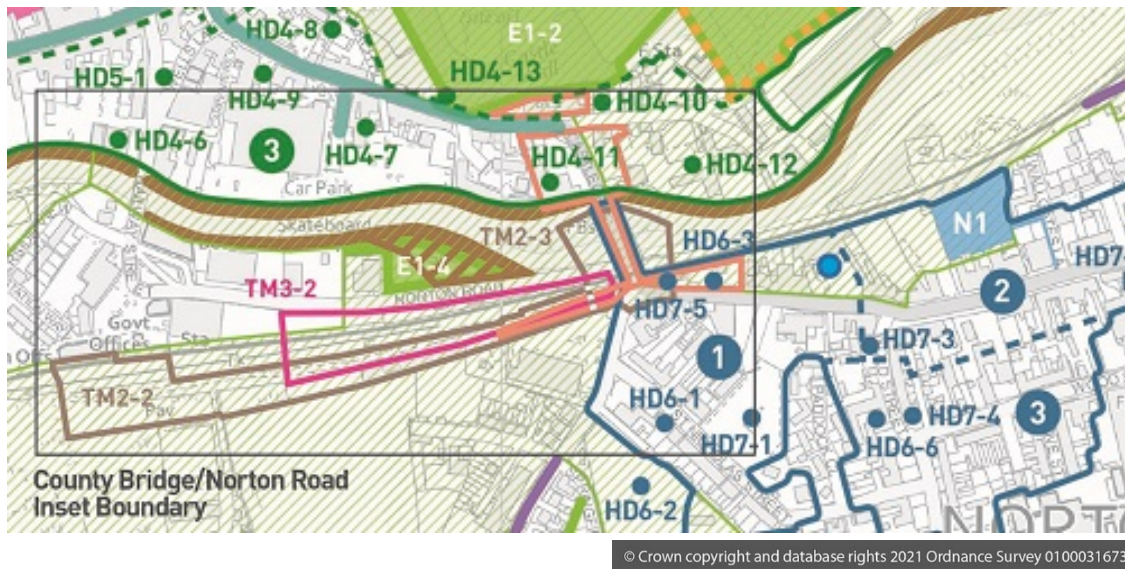 HD4-8
E1-2
HD5-1
HD4-9
HD4-13
HD4-10
HD4-6
3
HD4-7
HD4-11
HD4-12
Car Park
Skateboard
TM2-3
HD6-3
N1
E1-4
TM3-2
HD7-5
2
HD7-
Govt
Offices
Sta
HD7-3
1
TM2-2
Pav
HD6-1
HD7-1
HD7-4
HD6-6
3
County Bridge/Norton Road
Inset Boundary
HD6-2
© Crown copyright and database rights 2021 Ordnance Survey 0100031673